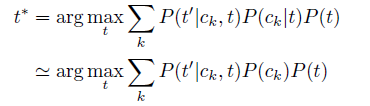 t* = arg max_t ∑_k P(t′|c_k, t)P(c_k|t)P(t)
≃ arg max_t ∑_k P(t′|c_k, t)P(c_k)P(t)